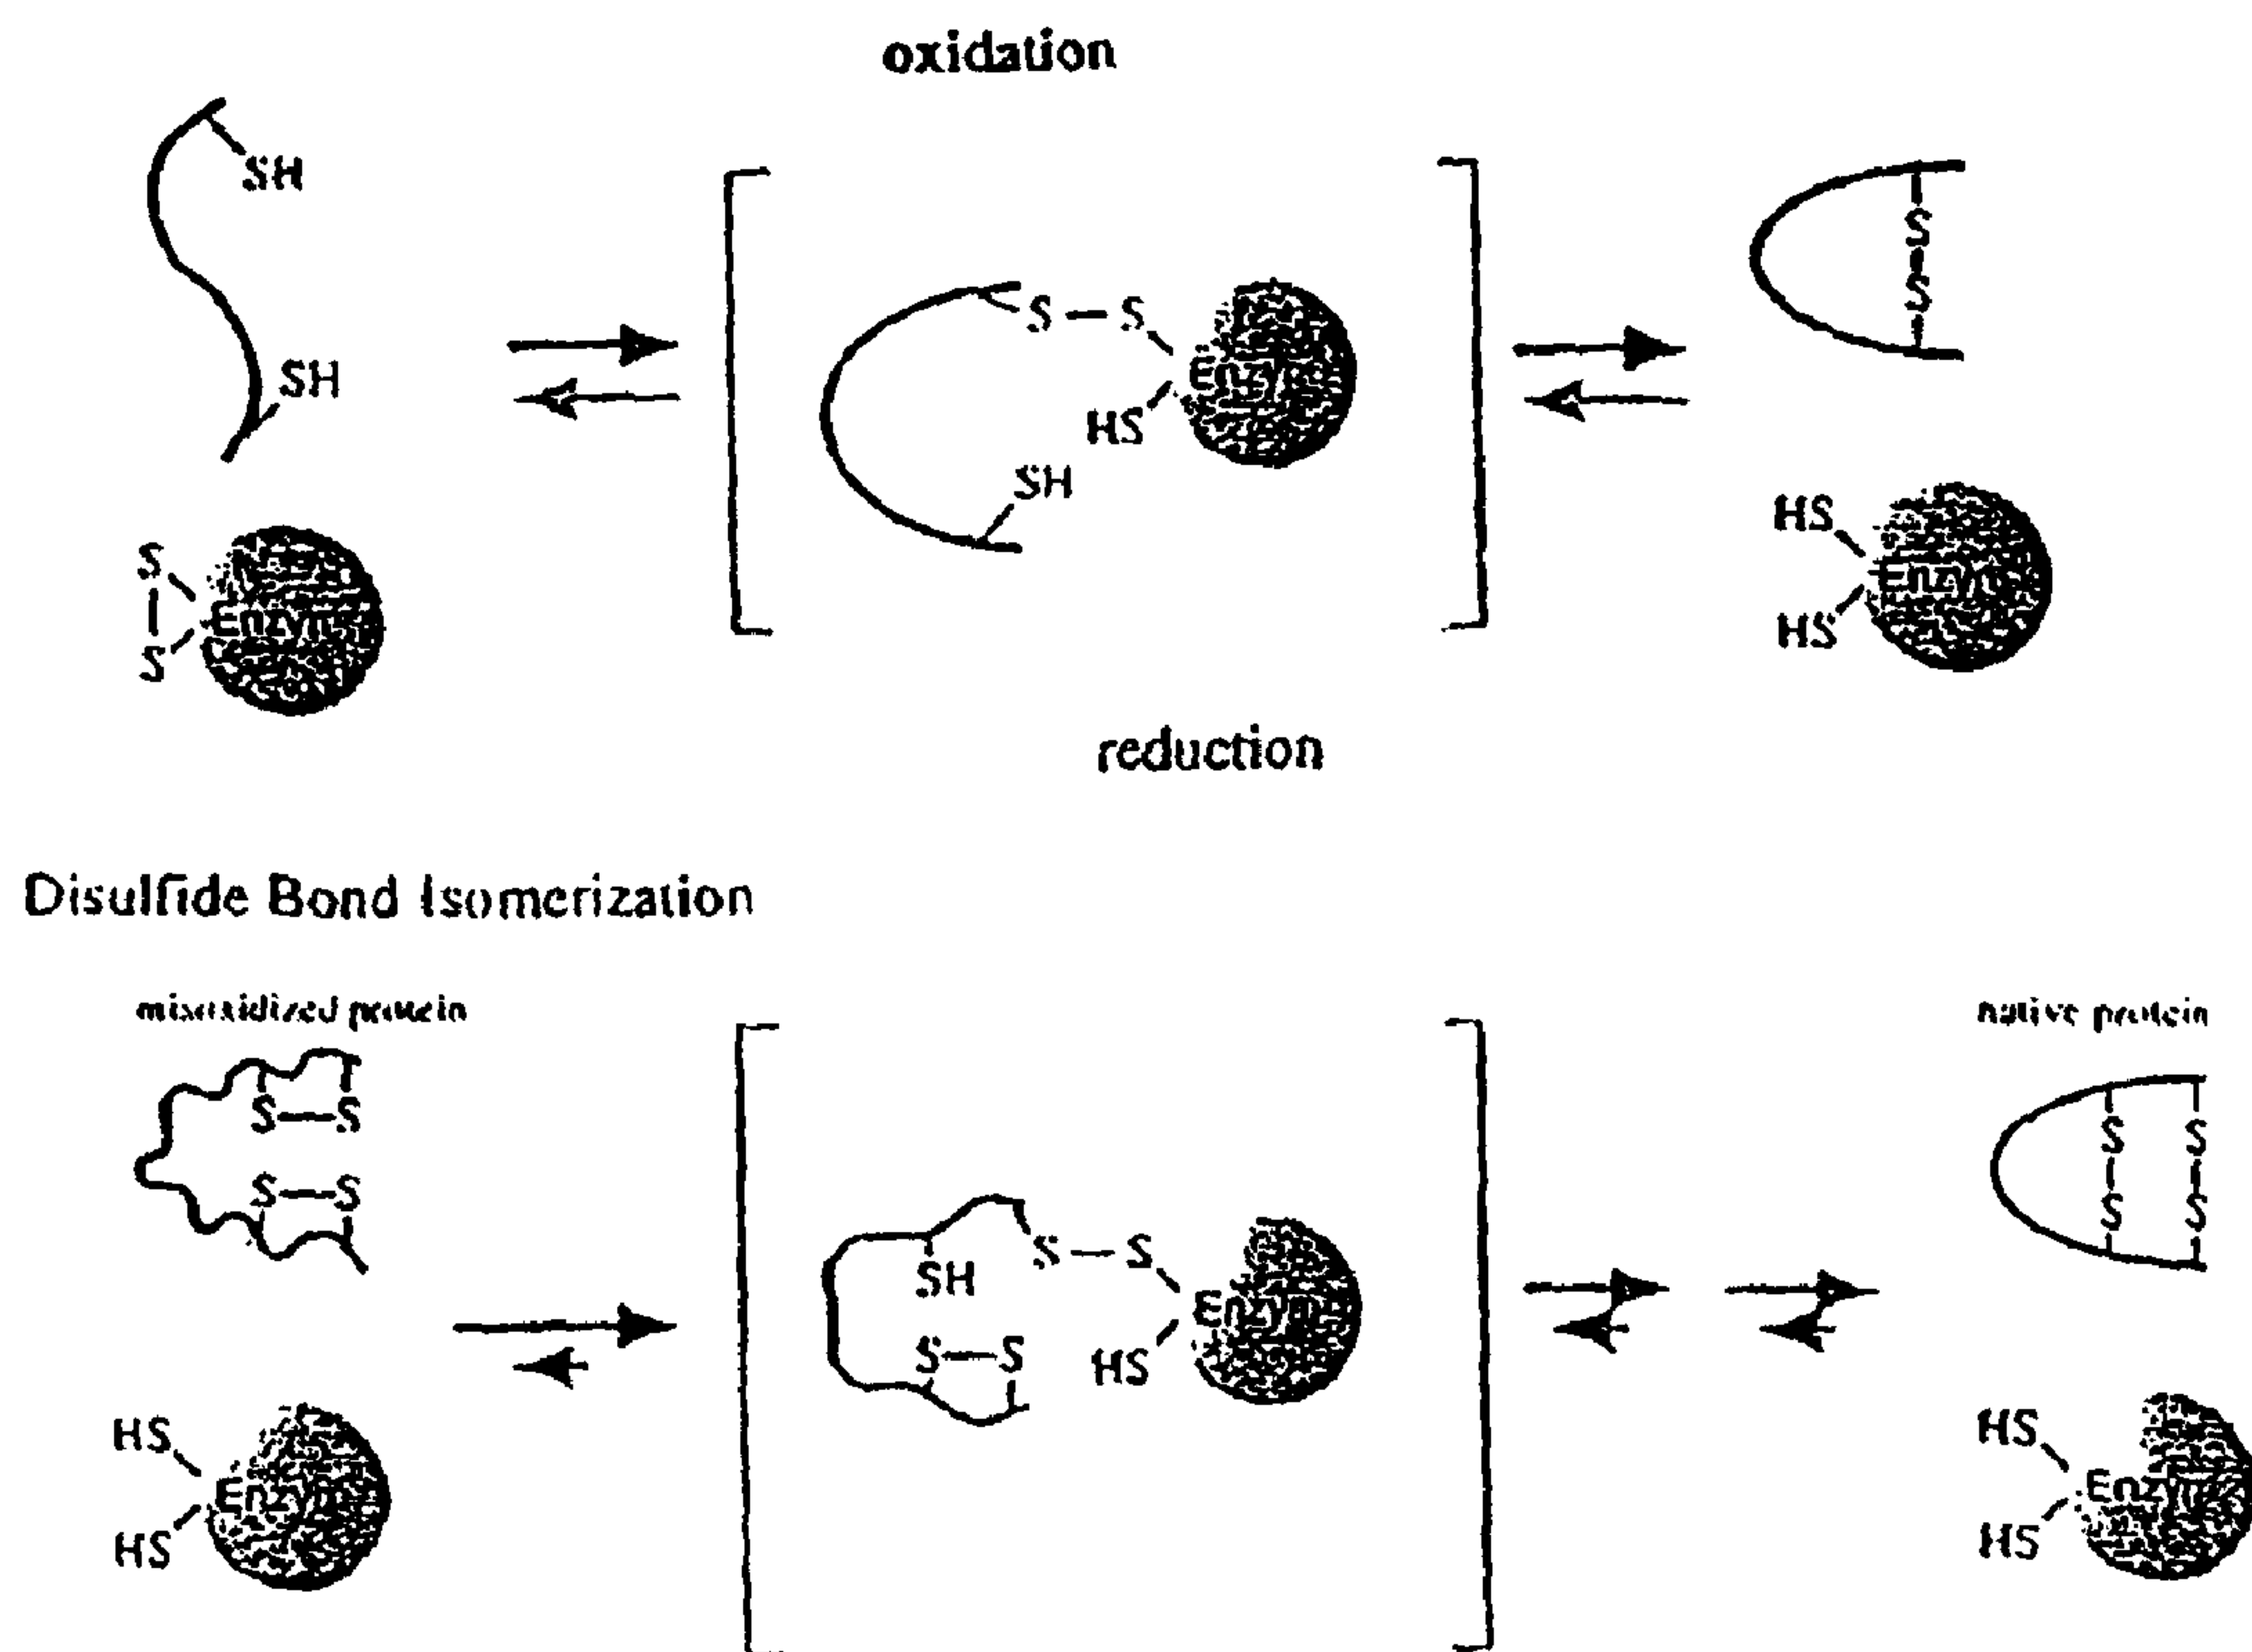 oxidation
SH
SH
S
S
Enzyme
S — S
Enzyme
HS
SH
S
S
HS
Enzyme
HS
reduction
Disulfide Bond Isomerization
misoxidized protein
S—S
S—S
HS
Enzyme
HS
SH
S — S
Enzyme
S—S
HS
native protein
S S
S S
HS
Enzyme
HS